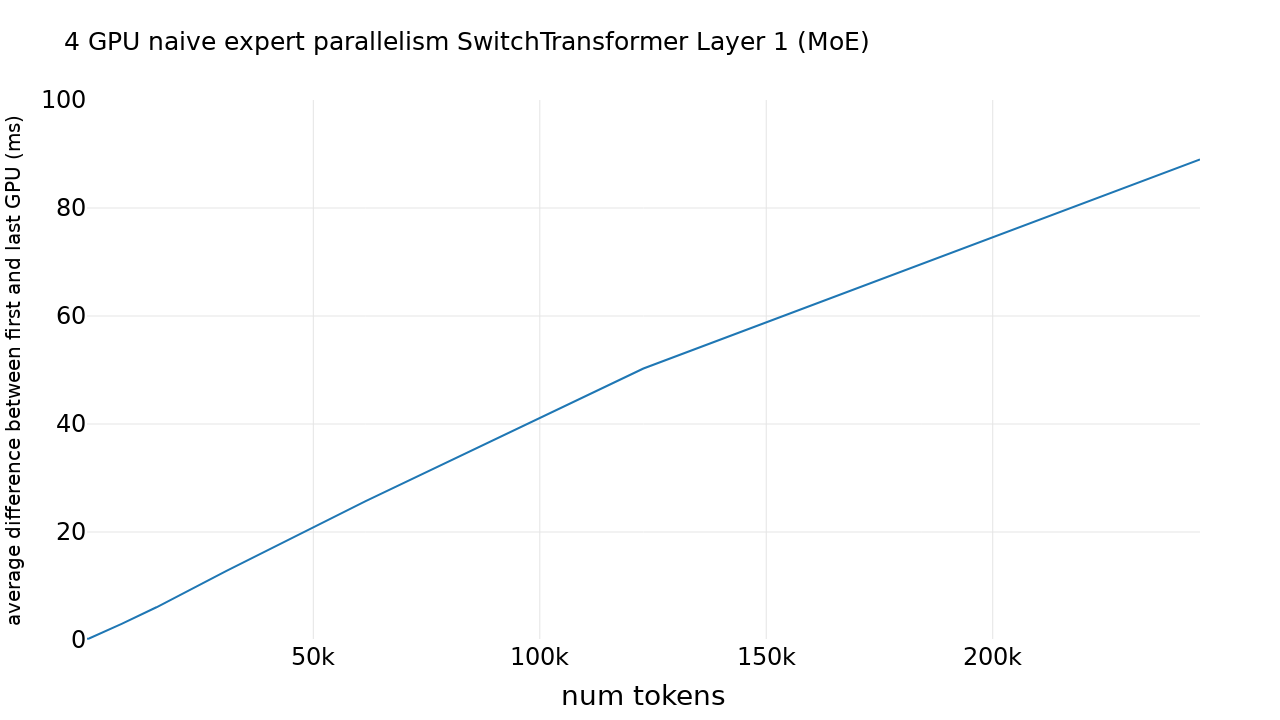 4 GPU naive expert parallelism SwitchTransformer Layer 1 (MoE)
average difference between first and last GPU (ms)
100
80
60
40
20
0
50k
100k
150k
200k
num tokens